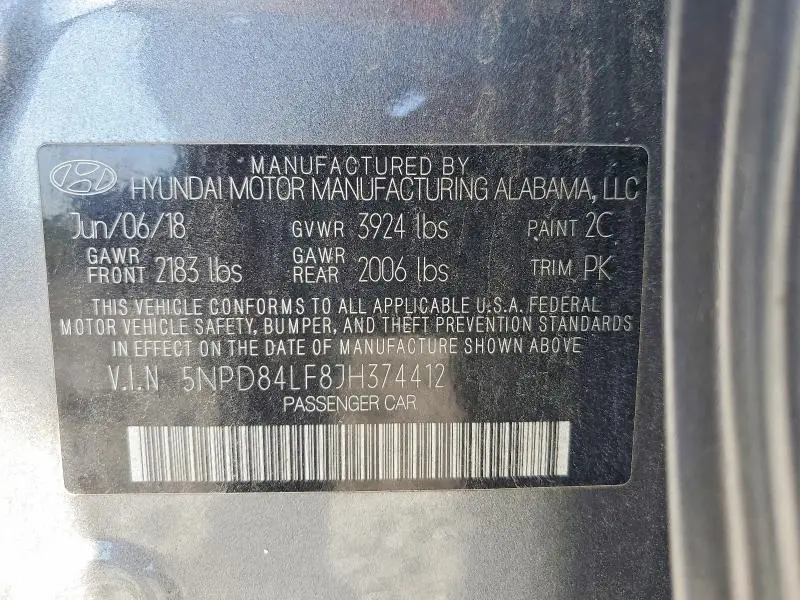 MANUFACTURED BY
HYUNDAI MOTOR MANUFACTURING ALABAMA, LLC
Jun/06/18 GVWR 3924 lbs PAINT 2C
GAWR FRONT 2183 lbs GAWR REAR 2006 lbs TRIM PK
THIS VEHICLE CONFORMS TO ALL APPLICABLE U.S.A. FEDERAL
MOTOR VEHICLE SAFETY, BUMPER, AND THEFT PREVENTION STANDARDS
IN EFFECT ON THE DATE OF MANUFACTURE SHOWN ABOVE
V.I.N 5NPD84LF8JH374412
PASSENGER CAR